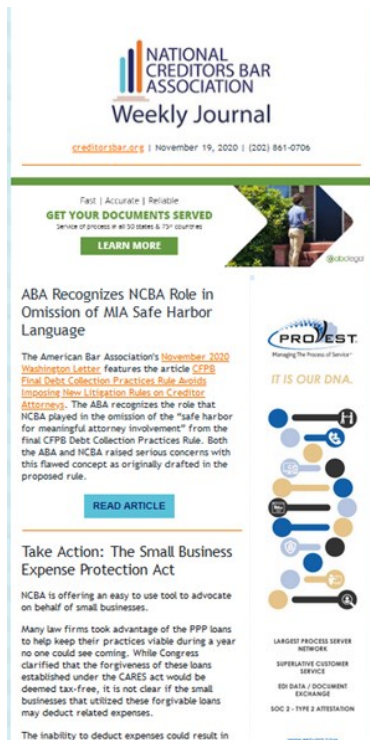 NATIONAL
CREDITORS BAR
ASSOCIATION
Weekly Journal
creditorsbar.org | November 19, 2020 | (202) 861-0706
Fast | Accurate | Reliable
GET YOUR DOCUMENTS SERVED
Service of process in all 50 states & 75+ countries
LEARN MORE
abclegal
ABA Recognizes NCBA Role in
Omission of MIA Safe Harbor
Language
The American Bar Association's November 2020
Washington Letter features the article CFPB
Final Debt Collection Practices Rule Avoids
Imposing New Litigation Rules on Creditor
Attorneys. The ABA recognizes the role that
NCBA played in the omission of the "safe harbor
for meaningful attorney involvement" from the
final CFPB Debt Collection Practices Rule. Both
the ABA and NCBA raised serious concerns with
this flawed concept as originally drafted in the
proposed rule.
READ ARTICLE
Take Action: The Small Business
Expense Protection Act
NCBA is offering an easy to use tool to advocate
on behalf of small businesses.
Many law firms took advantage of the PPP loans
to help keep their practices viable during a year
no one could see coming. While Congress
clarified that the forgiveness of these loans
established under the CARES act would be
deemed tax-free, it is not clear if the small
businesses that utilized these forgivable loans
may deduct related expenses.
The inability to deduct expenses could result in
PROVEST
Managing The Process of Service
IT IS OUR DNA.
LARGEST PROCESS SERVER
NETWORK
SUPERLATIVE CUSTOMER
SERVICE
EDI DATA / DOCUMENT
EXCHANGE
SOC 2 - TYPE 2 ATTESTATION